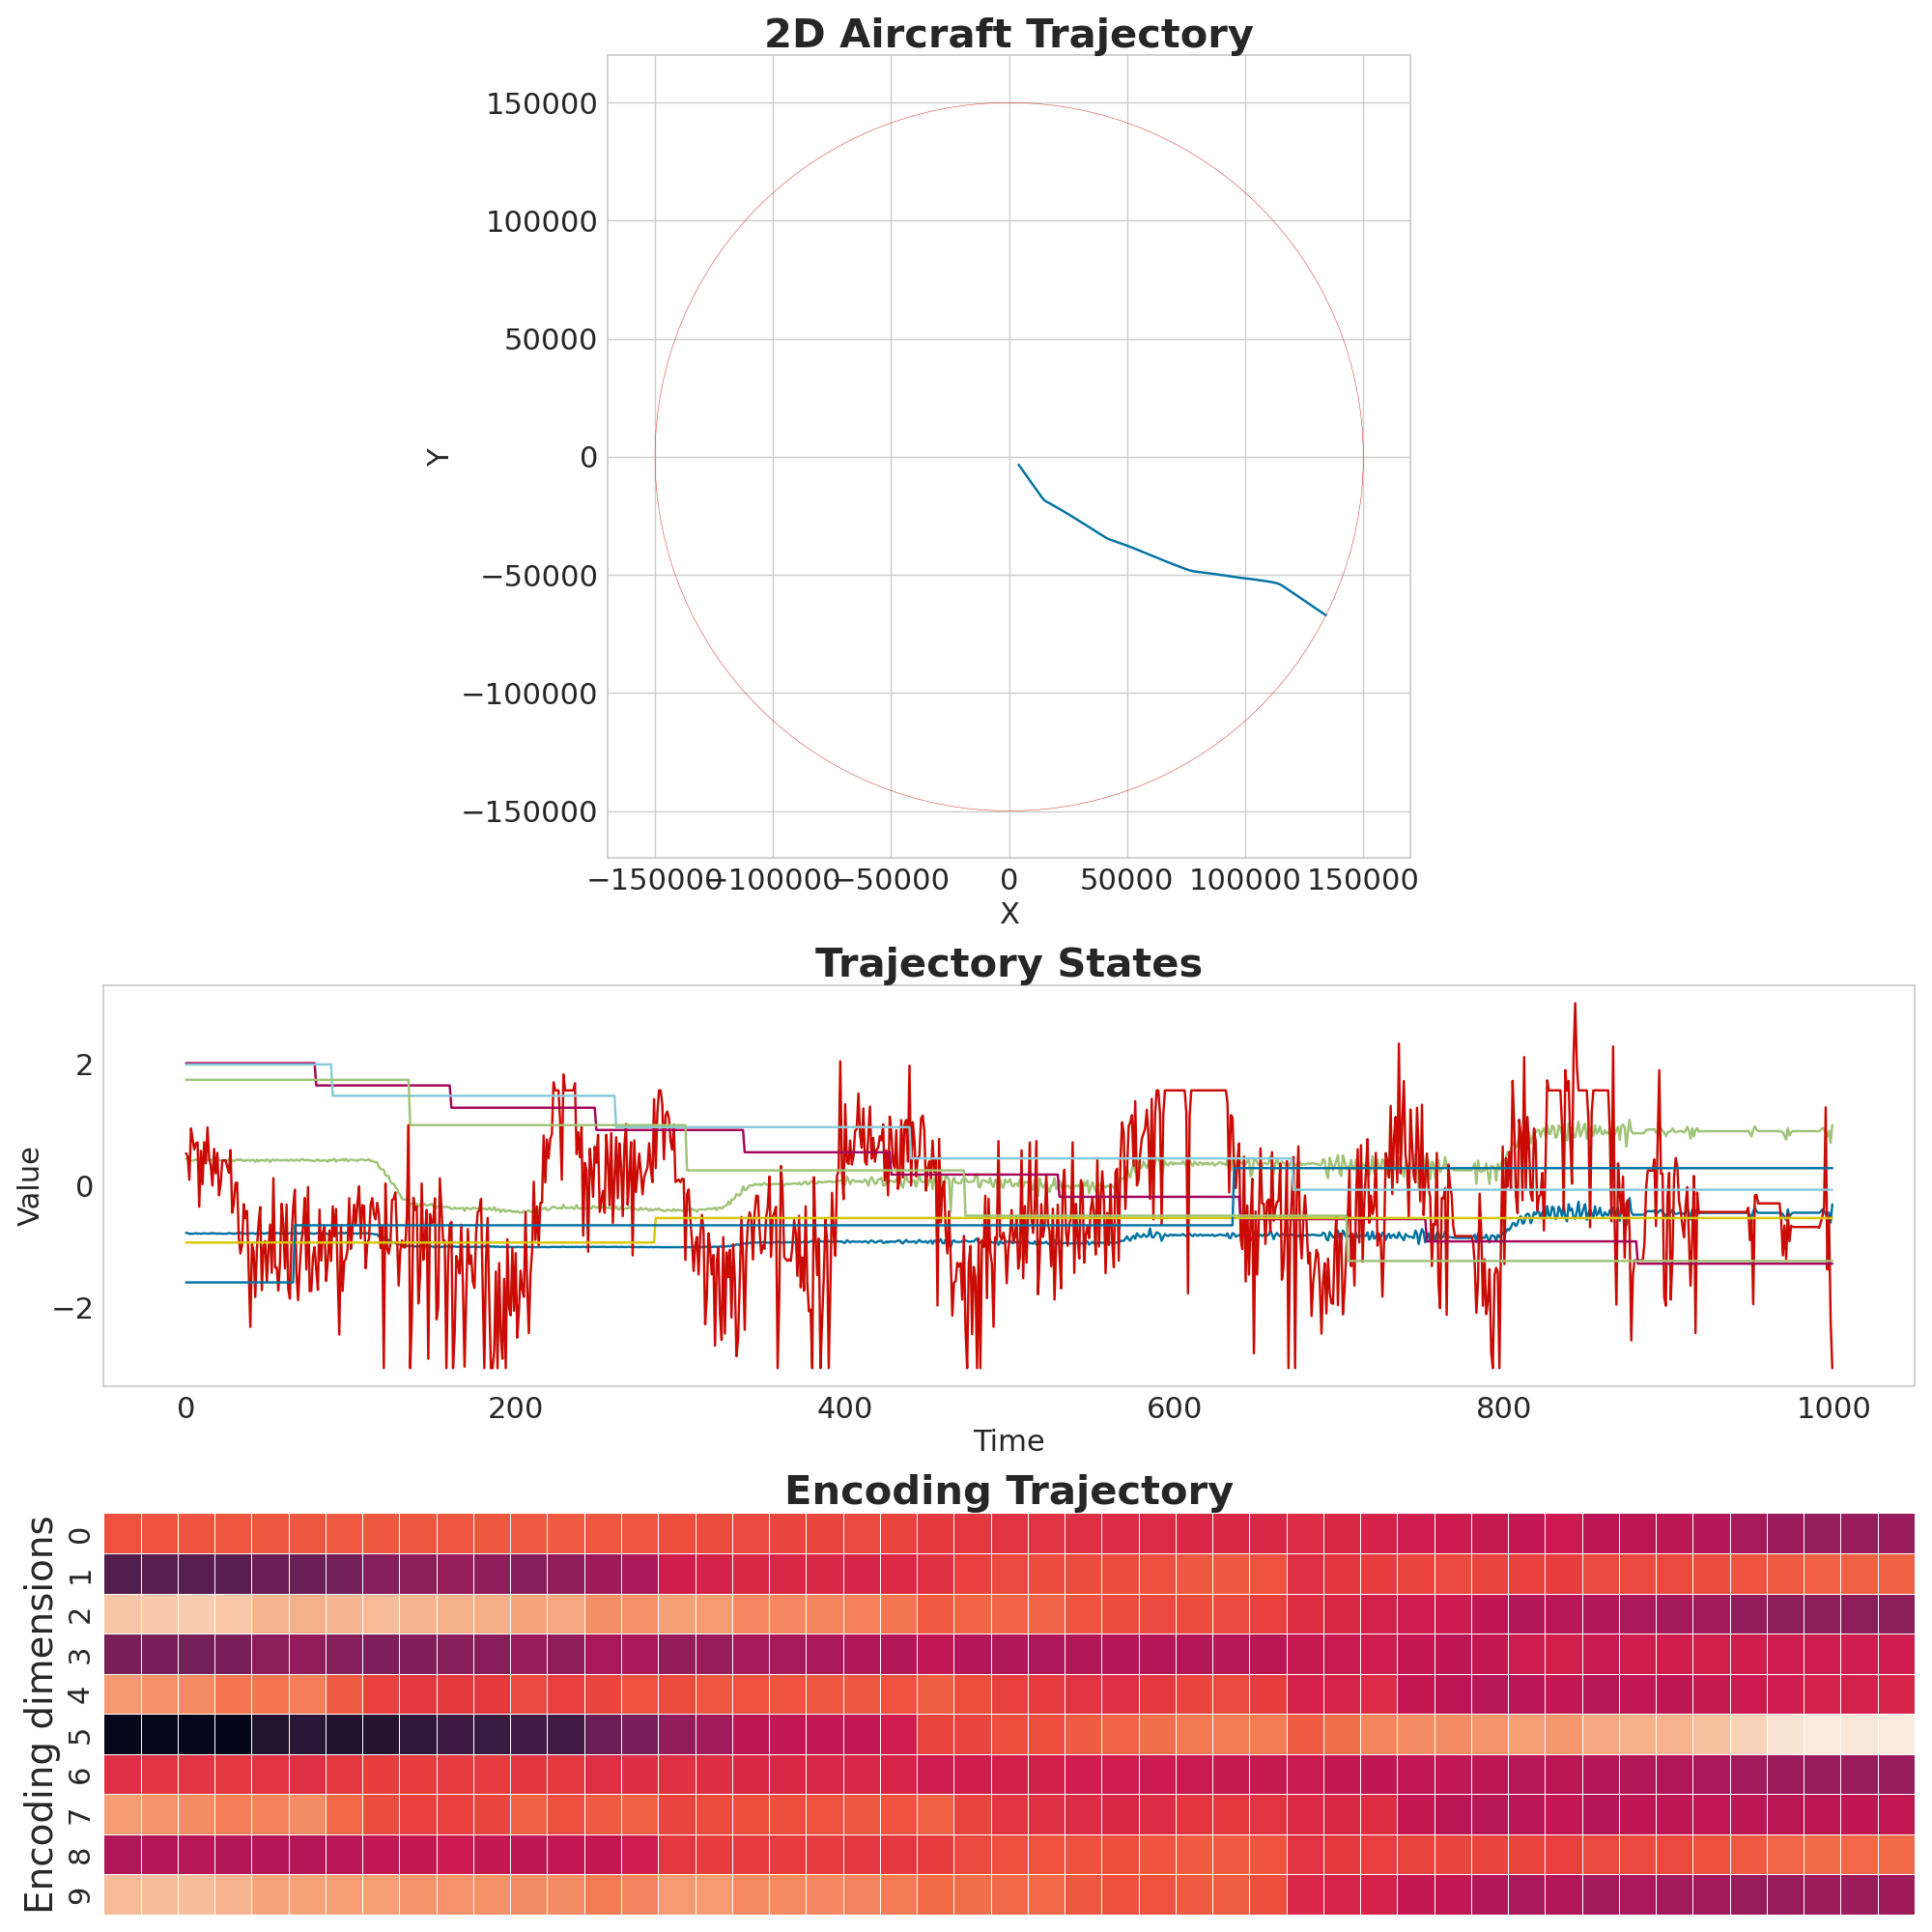 2D Aircraft Trajectory
150000
100000
50000
0
−50000
−100000
−150000
Y
−150000 −100000 −50000 0 50000 100000 150000
X
Trajectory States
2
0
−2
Value
0 200 400 600 800 1000
Time
Encoding Trajectory
Encoding dimensions
0
1
2
3
4
5
6
7
8
9